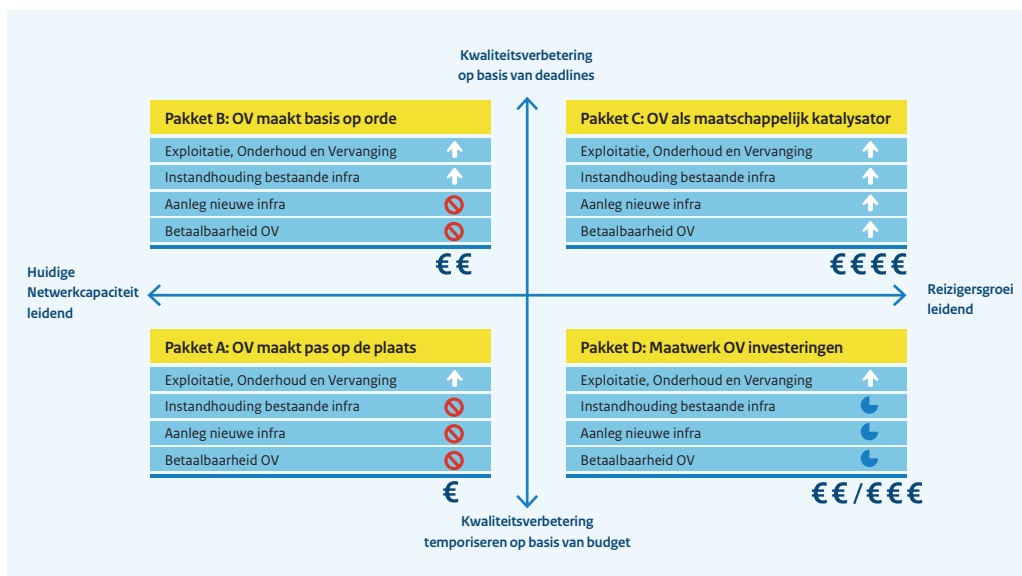 Kwaliteitsverbetering
op basis van deadlines
Pakket B: OV maakt basis op orde
Exploitatie, Onderhoud en Vervanging
Instandhouding bestaande infra
Aanleg nieuwe infra
Betaalbaarheid OV
€ €
Pakket C: OV als maatschappelijk katalysator
Exploitatie, Onderhoud en Vervanging
Instandhouding bestaande infra
Aanleg nieuwe infra
Betaalbaarheid OV
€ € € €
Huidige
Netwerkcapaciteit
leidend
Reizigersgroei
leidend
Pakket A: OV maakt pas op de plaats
Exploitatie, Onderhoud en Vervanging
Instandhouding bestaande infra
Aanleg nieuwe infra
Betaalbaarheid OV
€
Pakket D: Maatwerk OV investeringen
Exploitatie, Onderhoud en Vervanging
Instandhouding bestaande infra
Aanleg nieuwe infra
Betaalbaarheid OV
€ € / € € €
Kwaliteitsverbetering
temporiseren op basis van budget